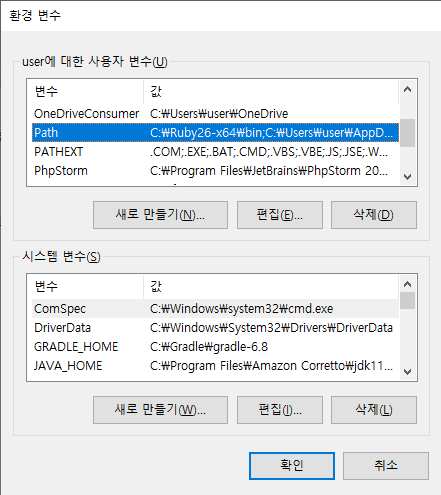 환경 변수
user에 대한 사용자 변수(U)
변수 값
OneDriveConsumer C:₩Users₩user₩OneDrive
Path C:₩Ruby26-x64₩bin;C:₩Users₩user₩AppD...
PATHEXT .COM;.EXE;.BAT;.CMD;.VBS;.VBE;.JS;.JSE;.W...
PhpStorm C:₩Program Files₩JetBrains₩PhpStorm 20...
새로 만들기(N)... 편집(E)... 삭제(D)
시스템 변수(S)
변수 값
ComSpec C:₩Windows₩system32₩cmd.exe
DriverData C:₩Windows₩System32₩Drivers₩DriverData
GRADLE_HOME C:₩Gradle₩gradle-6.8
JAVA_HOME C:₩Program Files₩Amazon Corretto₩jdk11...
새로 만들기(W)... 편집(I)... 삭제(L)
확인 취소